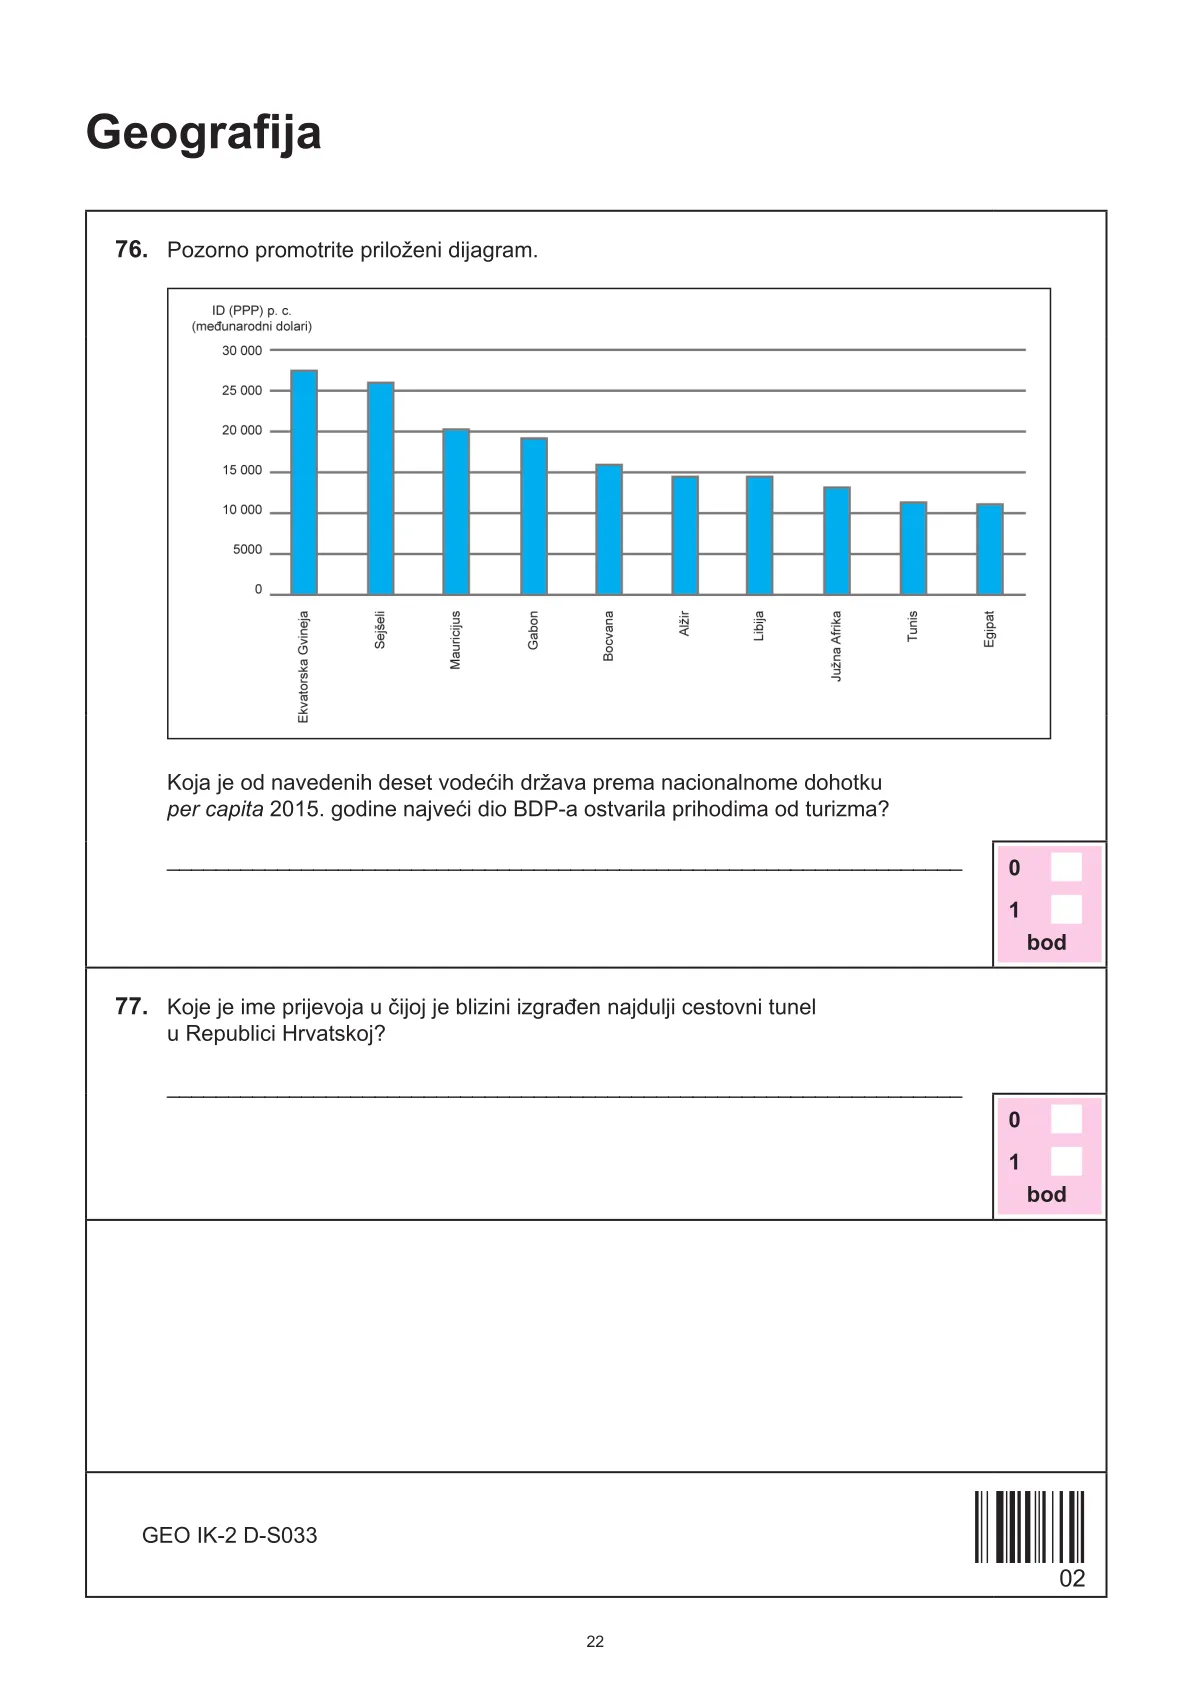 Geografija
76. Pozorno promotrite priloženi dijagram.
ID (PPP) p. c.
(međunarodni dolari)
30 000
25 000
20 000
15 000
10 000
5000
0
Ekvatorska Gvineja
Sejšeli
Mauricijus
Gabon
Bocvana
Alžir
Libija
Južna Afrika
Tunis
Egipat
Koja je od navedenih deset vodećih država prema nacionalnome dohotku
per capita 2015. godine najveći dio BDP-a ostvarila prihodima od turizma?
0
1
bod
77. Koje je ime prijevoja u čijoj je blizini izgrađen najdulji cestovni tunel
u Republici Hrvatskoj?
0
1
bod
GEO IK-2 D-S033
02
22